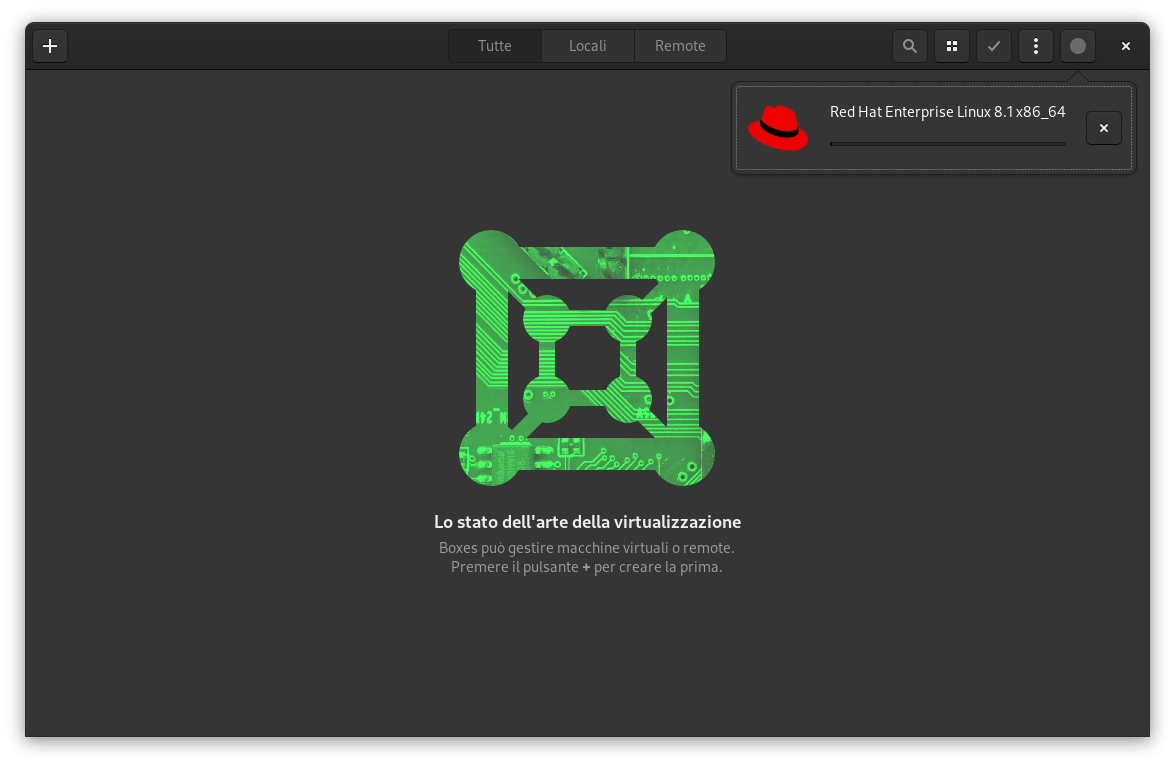 Tutte
Locali
Remote
Red Hat Enterprise Linux 8.1 x86_64
Lo stato dell'arte della virtualizzazione
Boxes può gestire macchine virtuali o remote.
Premere il pulsante + per creare la prima.